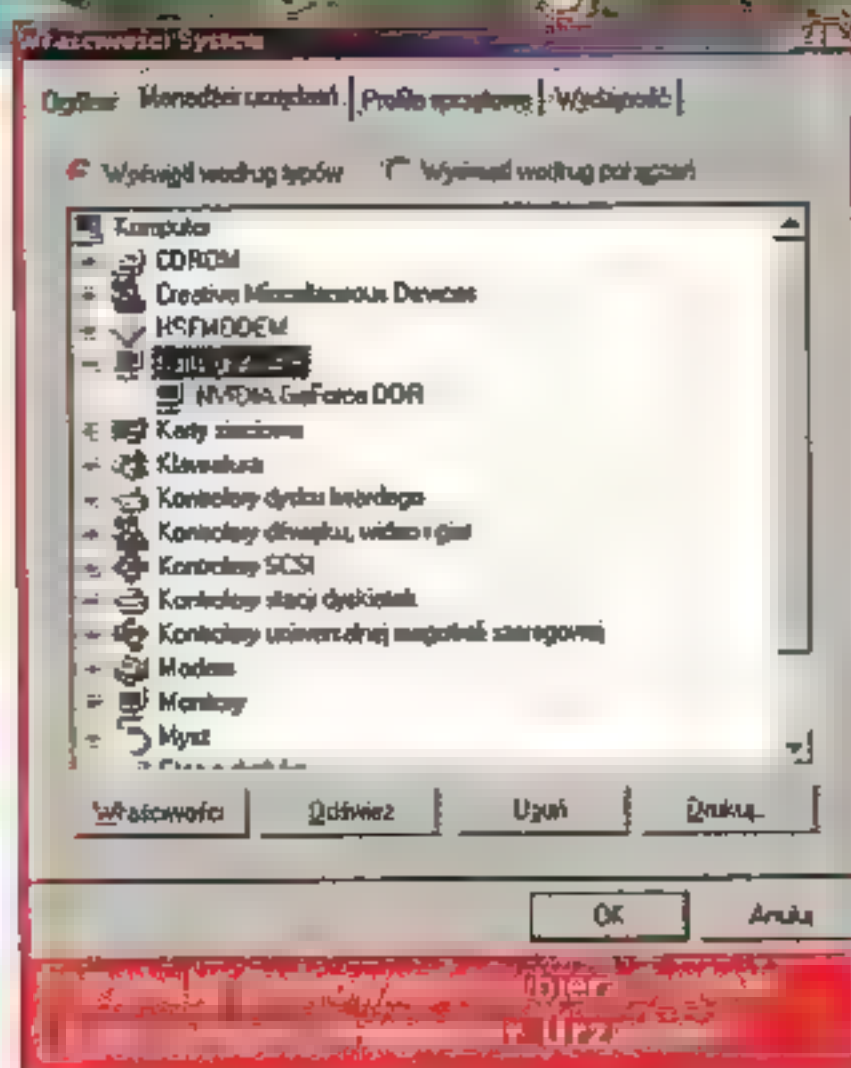 Właściwości: System
Ogólne Menedżer urządzeń Profile sprzętowe Wydajność
Wyświetl według typów Wyświetl według połączeń
Komputer
CDROM
Creative Miscellaneous Devices
HSFMODEM
NVIDIA GeForce DDR
Karty sieciowe
Klawiatura
Kontrolery dysku twardego
Kontrolery dźwięku, wideo i gier
Kontrolery SCSI
Kontrolery stacji dyskietek
Kontrolery uniwersalnej magistrali szeregowej
Modem
Monitory
Mysz
Właściwości Odśwież Usuń Drukuj...
OK Anuluj